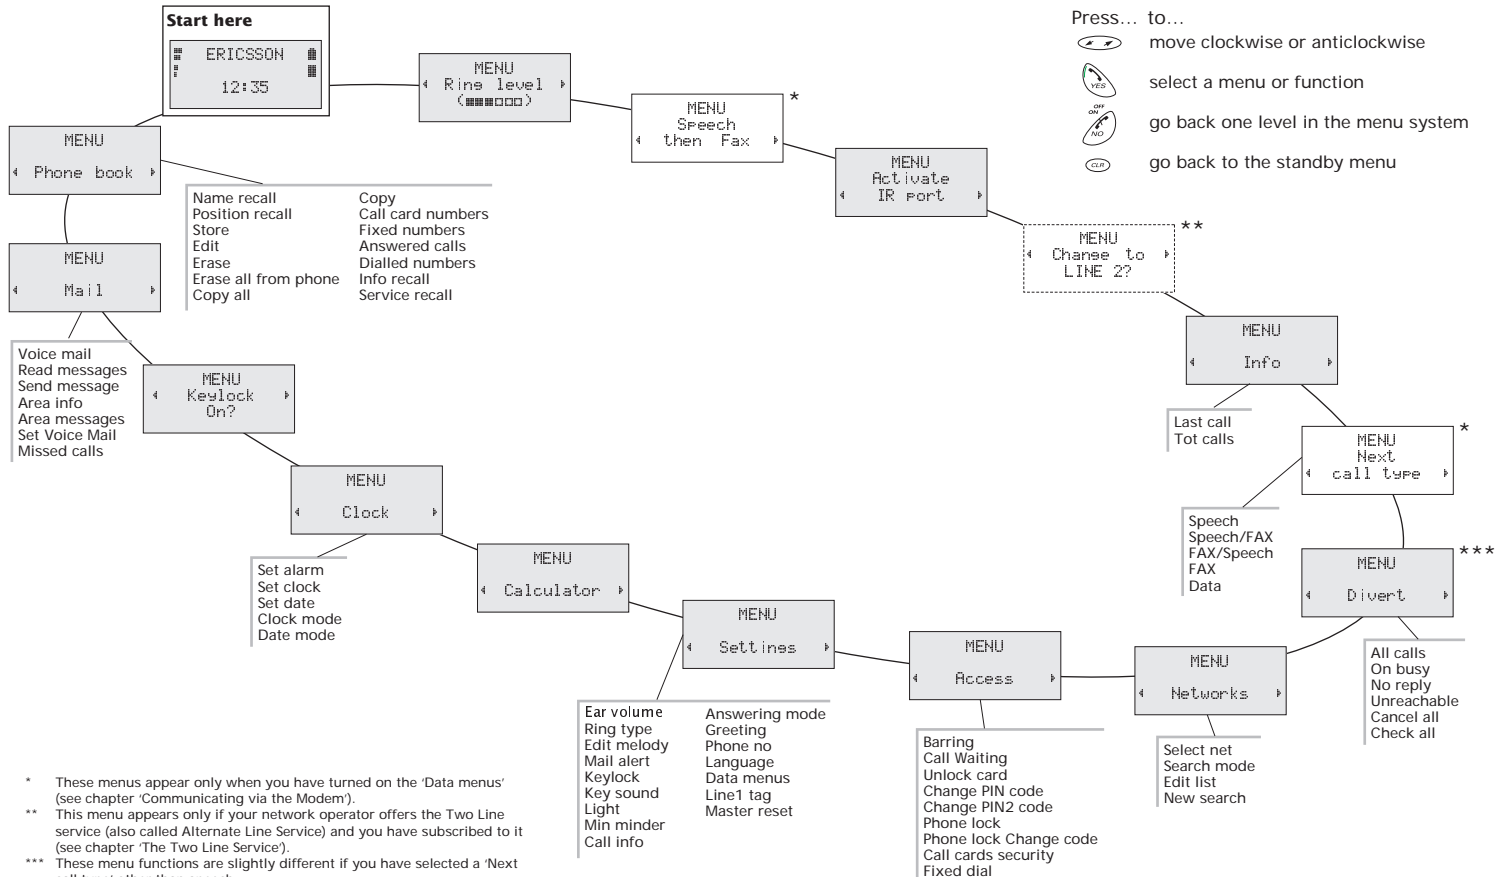 Start here
ERICSSON
12:35
MENU
Ring level
MENU
Speech
then Fax
*
MENU
Activate
IR port
MENU
Change to
LINE 2?
**
MENU
Info
Last call
Tot calls
MENU
Next
call type
*
Speech
Speech/FAX
FAX/Speech
FAX
Data
MENU
Divert
***
All calls
On busy
No reply
Unreachable
Cancel all
Check all
MENU
Networks
Select net
Search mode
Edit list
New search
MENU
Access
Barring
Call Waiting
Unlock card
Change PIN code
Change PIN2 code
Phone lock
Phone lock Change code
Call cards security
Fixed dial
MENU
Settings
Ear volume
Ring type
Edit melody
Mail alert
Keylock
Key sound
Light
Min minder
Call info
Answering mode
Greeting
Phone no
Language
Data menus
Line1 tag
Master reset
MENU
Calculator
MENU
Clock
Set alarm
Set clock
Set date
Clock mode
Date mode
MENU
Keylock
On?
MENU
Mail
Voice mail
Read messages
Send message
Area info
Area messages
Set Voice Mail
Missed calls
MENU
Phone book
Name recall
Position recall
Store
Edit
Erase
Erase all from phone
Copy all
Copy
Call card numbers
Fixed numbers
Answered calls
Dialled numbers
Info recall
Service recall
Press... to...
move clockwise or anticlockwise
YES
select a menu or function
OFF
ON
NO
go back one level in the menu system
CLR
go back to the standby menu
* These menus appear only when you have turned on the ‘Data menus’
(see chapter ‘Communicating via the Modem’).
** This menu appears only if your network operator offers the Two Line
service (also called Alternate Line Service) and you have subscribed to it
(see chapter ‘The Two Line Service’).
*** These menu functions are slightly different if you have selected a ‘Next